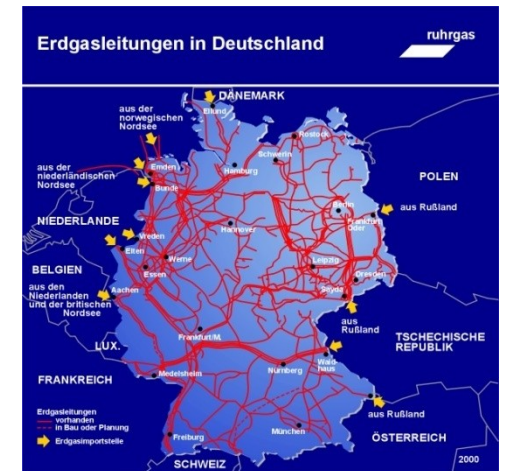 Erdgasleitungen in Deutschland
ruhrgas
DÄNEMARK
Ellund
aus der
norwegischen
Nordsee
Rostock
Schwerin
Emden
Hamburg
aus der
niederländischen
Nordsee
Bunde
POLEN
Berlin
aus Rußland
NIEDERLANDE
Frankfurt/
Oder
Vreden
Hannover
Elten
Werne
BELGIEN
Essen
Leipzig
Dresden
aus den
Niederlanden
und der britischen
Nordsee
Aachen
Sayda
aus
Rußland
Frankfurt/M.
TSCHECHISCHE
REPUBLIK
LUX.
Waid-
haus
Medelsheim
Nürnberg
FRANKREICH
aus Rußland
Erdgasleitungen
vorhanden
in Bau oder Planung
Erdgasimportstelle
München
Freiburg
ÖSTERREICH
SCHWEIZ
2000